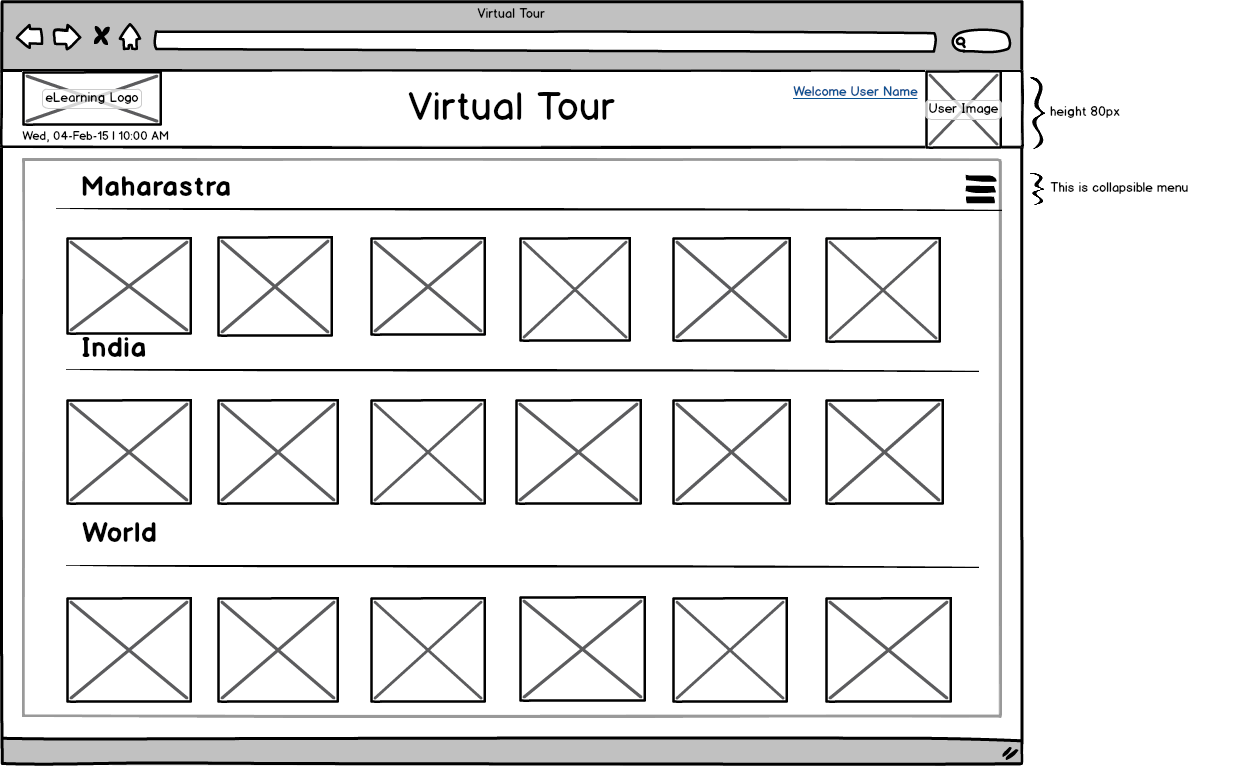 Virtual Tour
eLearning Logo
Wed, 04-Feb-15 | 10:00 AM
Virtual Tour
Welcome User Name
User Image
height 80px
Maharastra
This is collapsible menu
India
World